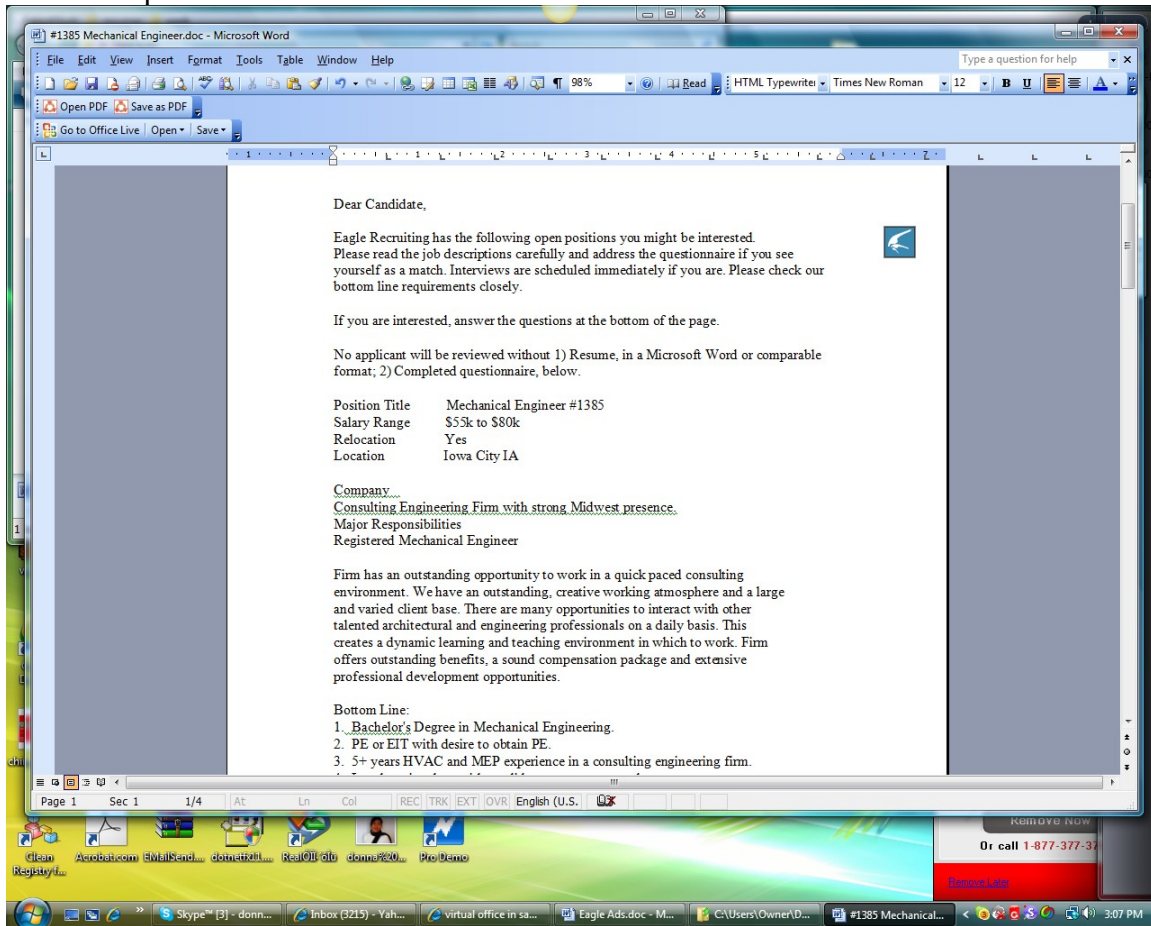 #1385 Mechanical Engineer.doc - Microsoft Word
File Edit View Insert Format Tools Table Window Help
Type a question for help
98% Read HTML Typewriter Times New Roman 12 B U A
Open PDF Save as PDF
Go to Office Live Open Save
1 1 2 3 4 5 7
Dear Candidate,
Eagle Recruiting has the following open positions you might be interested.
Please read the job descriptions carefully and address the questionnaire if you see
yourself as a match. Interviews are scheduled immediately if you are. Please check our
bottom line requirements closely.
If you are interested, answer the questions at the bottom of the page.
No applicant will be reviewed without 1) Resume, in a Microsoft Word or comparable
format; 2) Completed questionnaire, below.
Position Title Mechanical Engineer #1385
Salary Range $55k to $80k
Relocation Yes
Location Iowa City IA
Company
Consulting Engineering Firm with strong Midwest presence.
Major Responsibilities
Registered Mechanical Engineer
Firm has an outstanding opportunity to work in a quick paced consulting
environment. We have an outstanding, creative working atmosphere and a large
and varied client base. There are many opportunities to interact with other
talented architectural and engineering professionals on a daily basis. This
creates a dynamic learning and teaching environment in which to work. Firm
offers outstanding benefits, a sound compensation package and extensive
professional development opportunities.
Bottom Line:
1. Bachelor's Degree in Mechanical Engineering.
2. PE or EIT with desire to obtain PE.
3. 5+ years HVAC and MEP experience in a consulting engineering firm.
Page 1 Sec 1 1/4 At Ln Col REC TRK EXT OVR English (U.S.
Remove Now
Or call 1-877-377-37
Remove Later
Clean Registry f... Acrobat.com EMailSend... Pro Demo
Skype™ [3] - donn... Inbox (3215) - Yah... virtual office in sa... Eagle Ads.doc - M... C:\Users\Owner\D... #1385 Mechanical... 3:07 PM